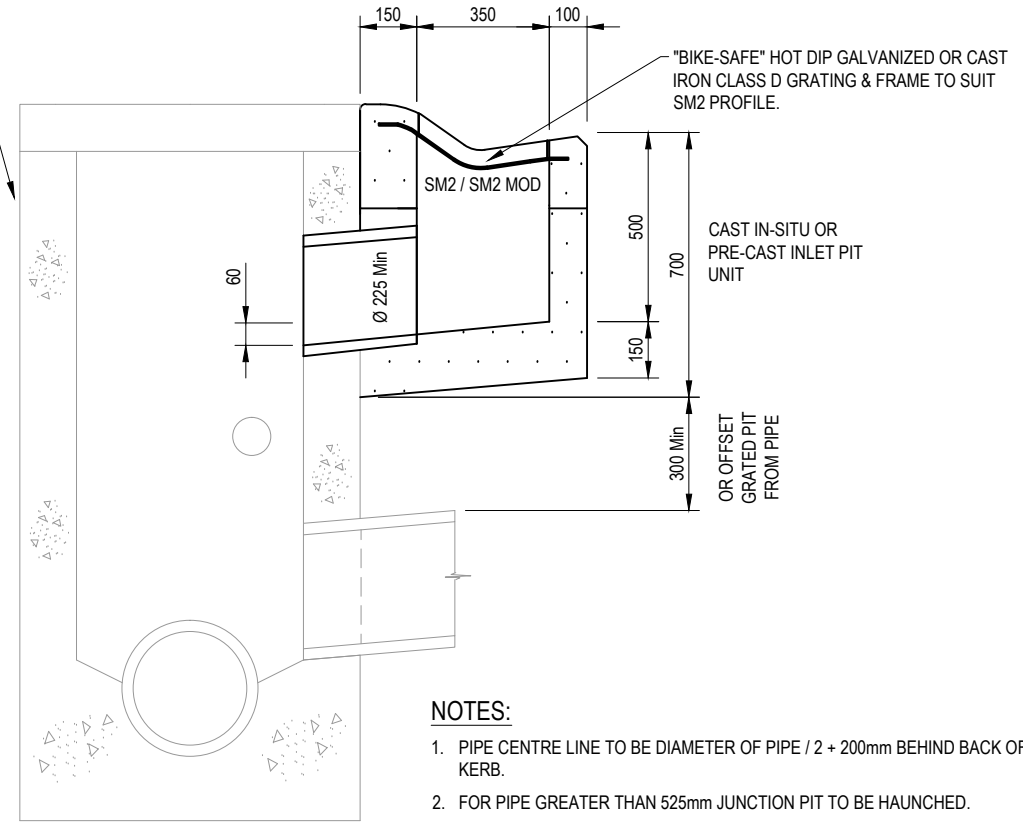 150
350
100
"BIKE-SAFE" HOT DIP GALVANIZED OR CAST
IRON CLASS D GRATING & FRAME TO SUIT
SM2 PROFILE.
SM2 / SM2 MOD
60
Ø 225 Min
500
700
150
CAST IN-SITU OR
PRE-CAST INLET PIT
UNIT
300 Min
OR OFFSET
GRATED PIT
FROM PIPE
NOTES:
1. PIPE CENTRE LINE TO BE DIAMETER OF PIPE / 2 + 200mm BEHIND BACK OF
KERB.
2. FOR PIPE GREATER THAN 525mm JUNCTION PIT TO BE HAUNCHED.